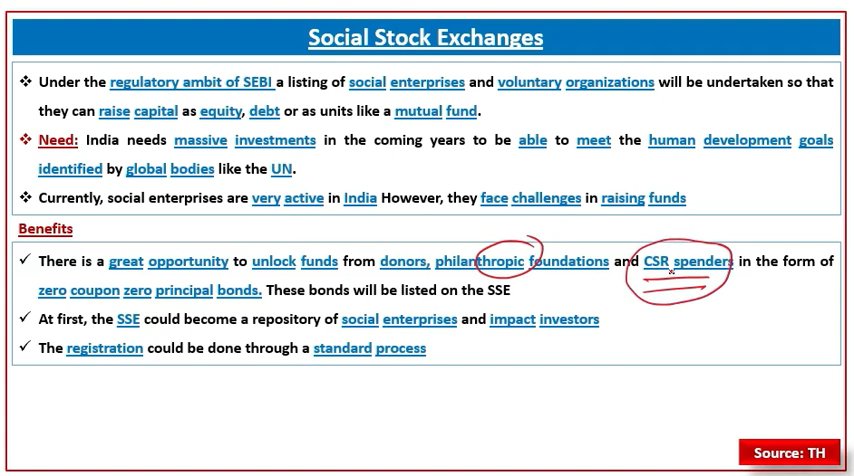 Social Stock Exchanges
❖ Under the regulatory ambit of SEBI a listing of social enterprises and voluntary organizations will be undertaken so that
they can raise capital as equity, debt or as units like a mutual fund.
❖ Need: India needs massive investments in the coming years to be able to meet the human development goals
identified by global bodies like the UN.
❖ Currently, social enterprises are very active in India However, they face challenges in raising funds
Benefits
✓ There is a great opportunity to unlock funds from donors, philanthropic foundations and CSR spenders in the form of
zero coupon zero principal bonds. These bonds will be listed on the SSE
✓ At first, the SSE could become a repository of social enterprises and impact investors
✓ The registration could be done through a standard process
Source: TH